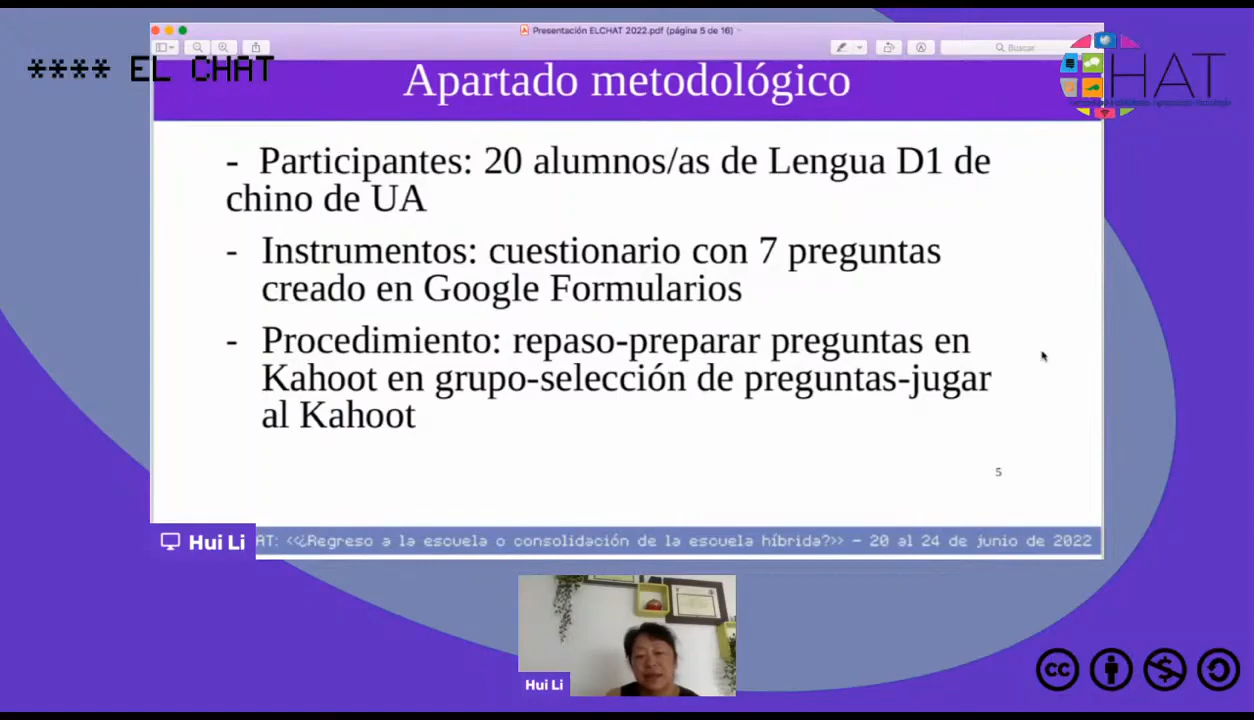 Presentación ELCHAT 2022.pdf (página 5 de 16)
Buscar
**** EL CHAT
CHAT
Apartado metodológico
- Participantes: 20 alumnos/as de Lengua D1 de
chino de UA
- Instrumentos: cuestionario con 7 preguntas
creado en Google Formularios
- Procedimiento: repaso-preparar preguntas en
Kahoot en grupo-selección de preguntas-jugar
al Kahoot
5
Hui Li
AT: <<¿Regreso a la escuela o consolidación de la escuela híbrida?>> – 20 al 24 de junio de 2022
Hui Li
cc